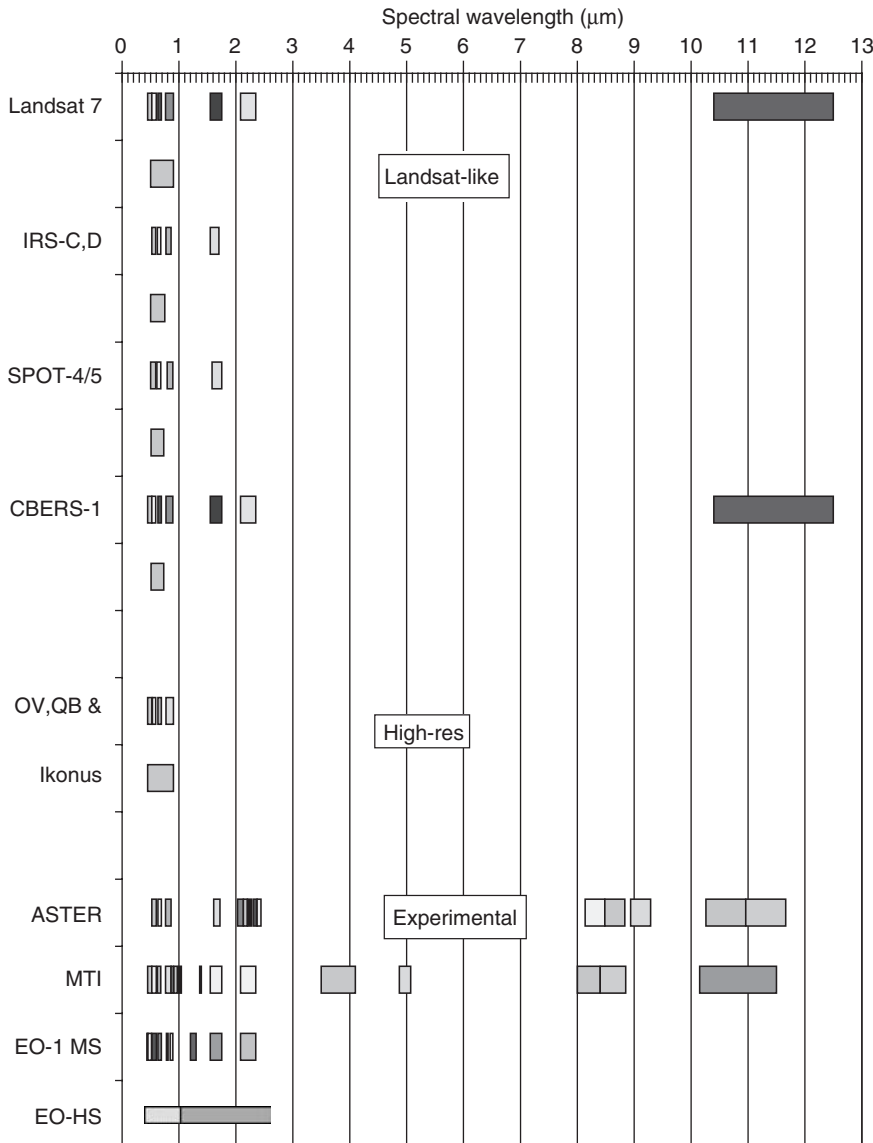 Spectral wavelength (μm)
0 1 2 3 4 5 6 7 8 9 10 11 12 13
Landsat 7
Landsat-like
IRS-C,D
SPOT-4/5
CBERS-1
OV,QB &
High-res
Ikonus
ASTER
Experimental
MTI
EO-1 MS
EO-HS